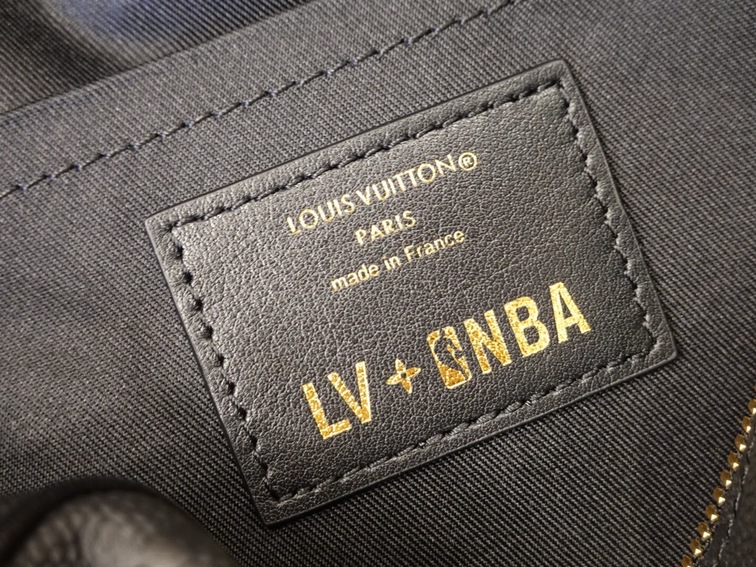 LOUIS VUITTON®
PARIS
made in France
LV + NBA